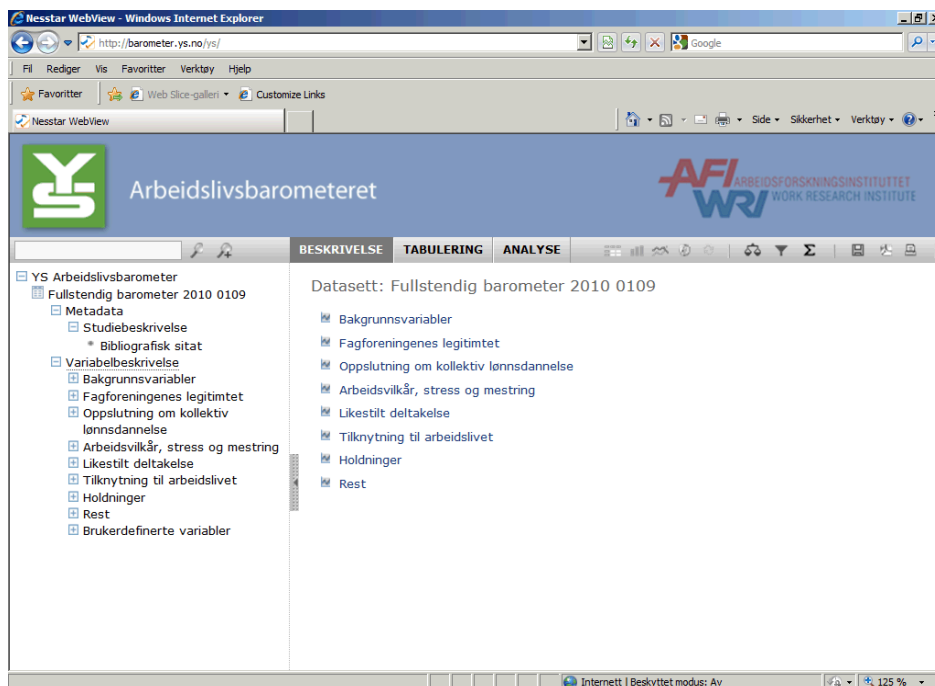 Nesstar WebView - Windows Internet Explorer
http://barometer.ys.no/ys/
Google
Fil Rediger Vis Favoritter Verktøy Hjelp
Favoritter Web Slice-galleri Customize Links
Nesstar WebView
Side Sikkerhet Verktøy
YS
Arbeidslivsbarometeret
AFI ARBEIDSFORSKNINGSINSTITUTTET
WRI WORK RESEARCH INSTITUTE
BESKRIVELSE TABULERING ANALYSE
YS Arbeidslivsbarometer
Fullstendig barometer 2010 0109
Metadata
Studiebeskrivelse
Bibliografisk sitat
Variabelbeskrivelse
Bakgrunnsvariabler
Fagforeningenes legitimtet
Oppslutning om kollektiv
lønnsdannelse
Arbeidsvilkår, stress og mestring
Likestilt deltakelse
Tilknytning til arbeidslivet
Holdninger
Rest
Brukerdefinerte variabler
Datasett: Fullstendig barometer 2010 0109
Bakgrunnsvariabler
Fagforeningenes legitimtet
Oppslutning om kollektiv lønnsdannelse
Arbeidsvilkår, stress og mestring
Likestilt deltakelse
Tilknytning til arbeidslivet
Holdninger
Rest
Internett | Beskyttet modus: Av
125 %